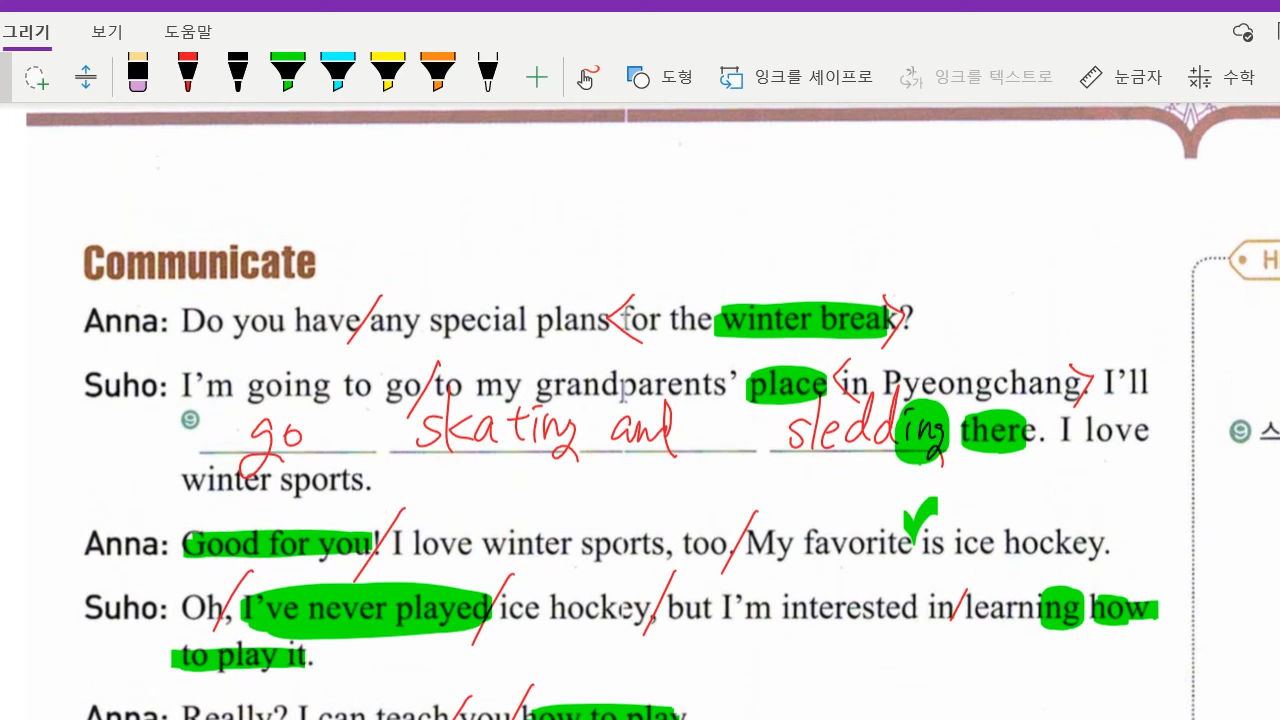 그리기 보기 도움말
도형 잉크를 셰이프로 잉크를 텍스트로 눈금자 수학
Communicate
Anna: Do you have any special plans for the winter break?
Suho: I'm going to go to my grandparents' place in Pyeongchang. I'll
⑨ go skating and sledding there. I love
winter sports.
⑨ 스
Anna: Good for you! I love winter sports, too. My favorite is ice hockey.
Suho: Oh, I've never played ice hockey, but I'm interested in learning how
to play it.
Anna: Really? I can teach you how to play.